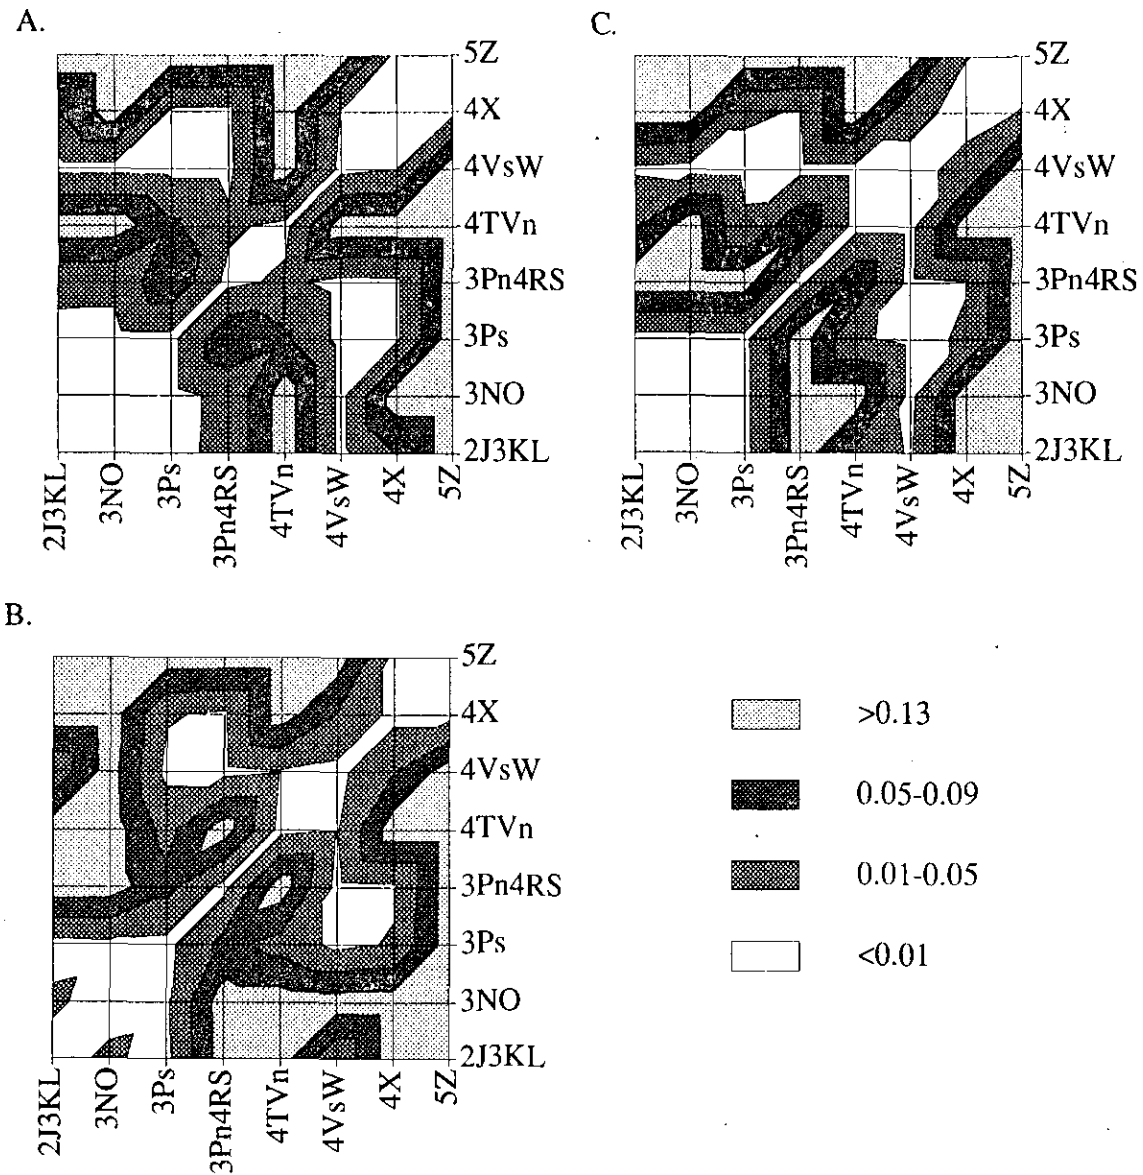 A.
5Z
4X
4VsW
4TVn
3Pn4RS
3Ps
3NO
2J3KL
2J3KL
3NO
3Ps
3Pn4RS
4TVn
4VsW
4X
5Z
C.
5Z
4X
4VsW
4TVn
3Pn4RS
3Ps
3NO
2J3KL
2J3KL
3NO
3Ps
3Pn4RS
4TVn
4VsW
4X
5Z
B.
5Z
4X
4VsW
4TVn
3Pn4RS
3Ps
3NO
2J3KL
2J3KL
3NO
3Ps
3Pn4RS
4TVn
4VsW
4X
5Z
>0.13
0.05-0.09
0.01-0.05
<0.01